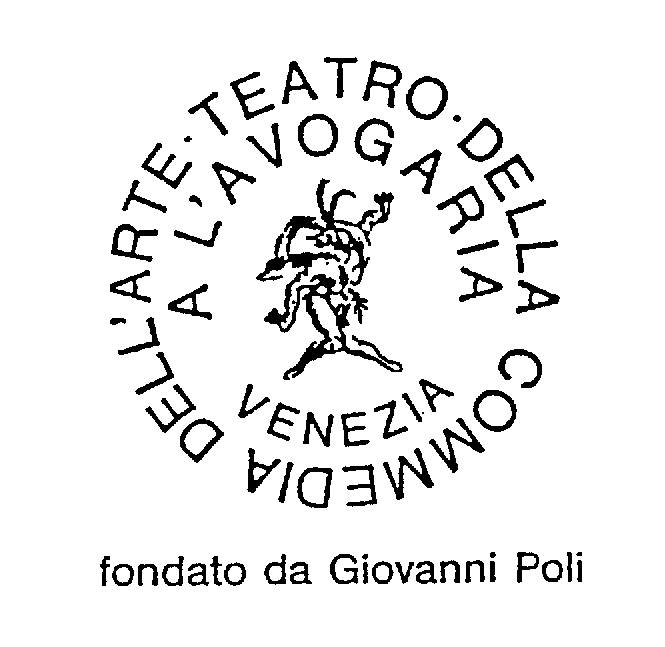 TEATRO · DELLA COMMEDIA DELL'ARTE ·
A L'AVOGARIA
VENEZIA
fondato da Giovanni Poli